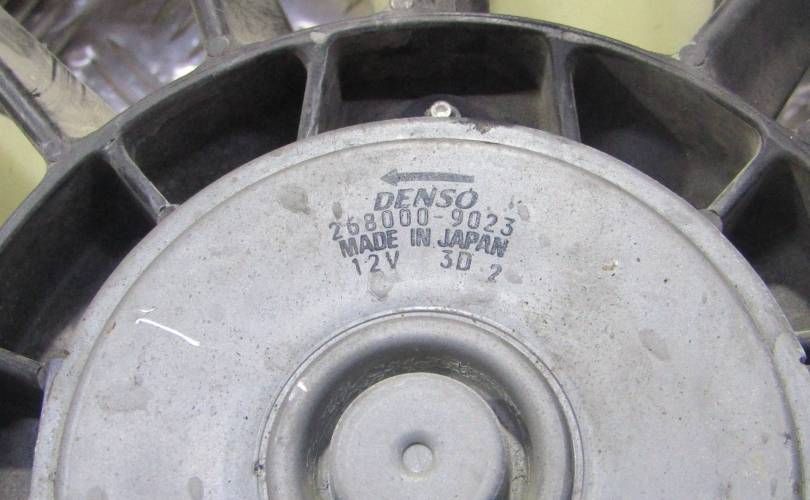 DENSO
268000-9023
MADE IN JAPAN
12V 3D 2